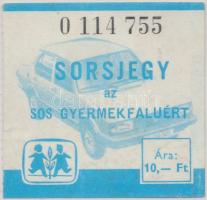 0 114 755
SORSJEGY
az
SOS GYERMEKFALUÉRT
Ára:
10,— Ft